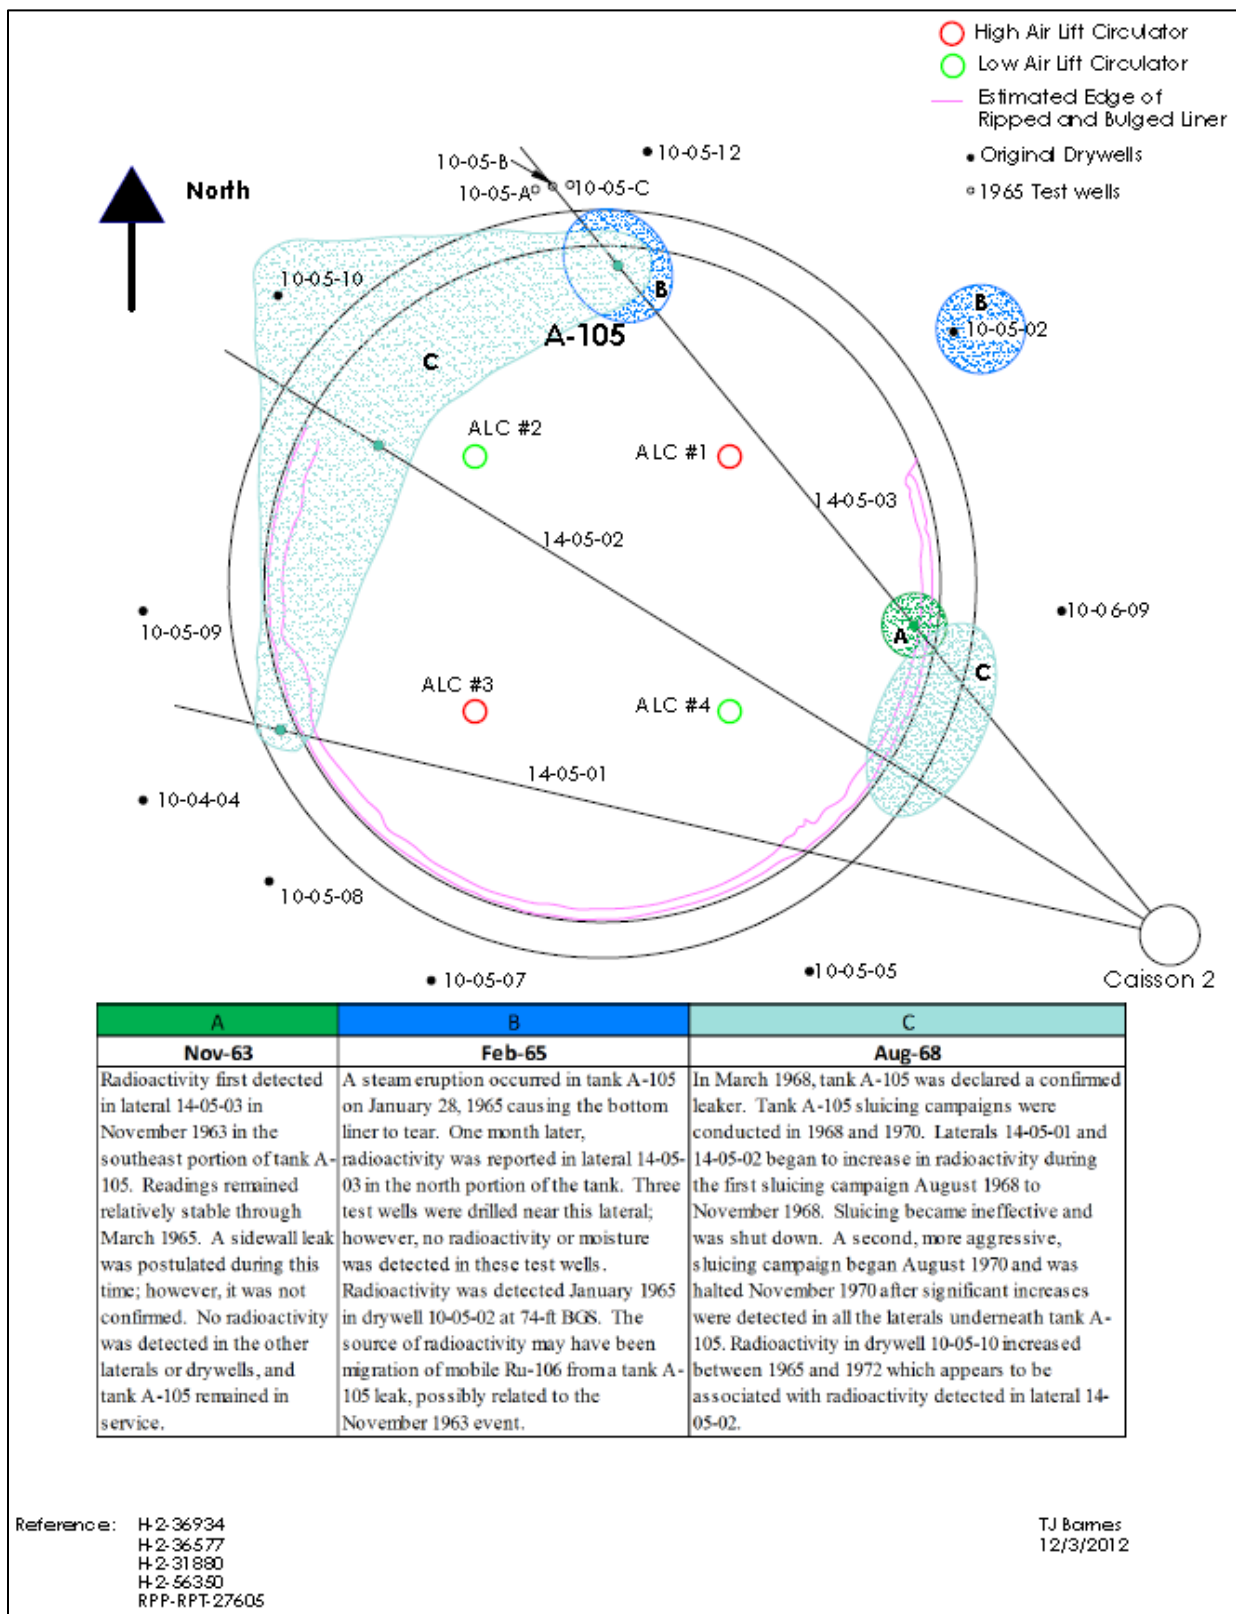 High Air Lift Circulator
Low Air Lift Circulator
Estimated Edge of
Ripped and Bulged Liner
Original Drywells
1965 Test wells
North
10-05-B
10-05-A
10-05-C
10-05-12
10-05-10
B
B
10-05-02
A-105
C
ALC #2
ALC #1
14-05-03
14-05-02
10-05-09
10-06-09
A
C
ALC #3
ALC #4
14-05-01
10-04-04
10-05-08
10-05-07
10-05-05
Caisson 2
A
Nov-63
Radioactivity first detected
in lateral 14-05-03 in
November 1963 in the
southeast portion of tank A-
105. Readings remained
relatively stable through
March 1965. A sidewall leak
was postulated during this
time; however, it was not
confirmed. No radioactivity
was detected in the other
laterals or drywells, and
tank A-105 remained in
service.
B
Feb-65
A steam eruption occurred in tank A-105
on January 28, 1965 causing the bottom
liner to tear. One month later,
radioactivity was reported in lateral 14-05-
03 in the north portion of the tank. Three
test wells were drilled near this lateral;
however, no radioactivity or moisture
was detected in these test wells.
Radioactivity was detected January 1965
in drywell 10-05-02 at 74-ft BGS. The
source of radioactivity may have been
migration of mobile Ru-106 from a tank A-
105 leak, possibly related to the
November 1963 event.
C
Aug-68
In March 1968, tank A-105 was declared a confirmed
leaker. Tank A-105 sluicing campaigns were
conducted in 1968 and 1970. Laterals 14-05-01 and
14-05-02 began to increase in radioactivity during
the first sluicing campaign August 1968 to
November 1968. Sluicing became ineffective and
was shut down. A second, more aggressive,
sluicing campaign began August 1970 and was
halted November 1970 after significant increases
were detected in all the laterals underneath tank A-
105. Radioactivity in drywell 10-05-10 increased
between 1965 and 1972 which appears to be
associated with radioactivity detected in lateral 14-
05-02.
Reference: H-2-36934
H-2-36577
H-2-31880
H-2-56350
RPP-RPT-27605
TJ Barnes
12/3/2012